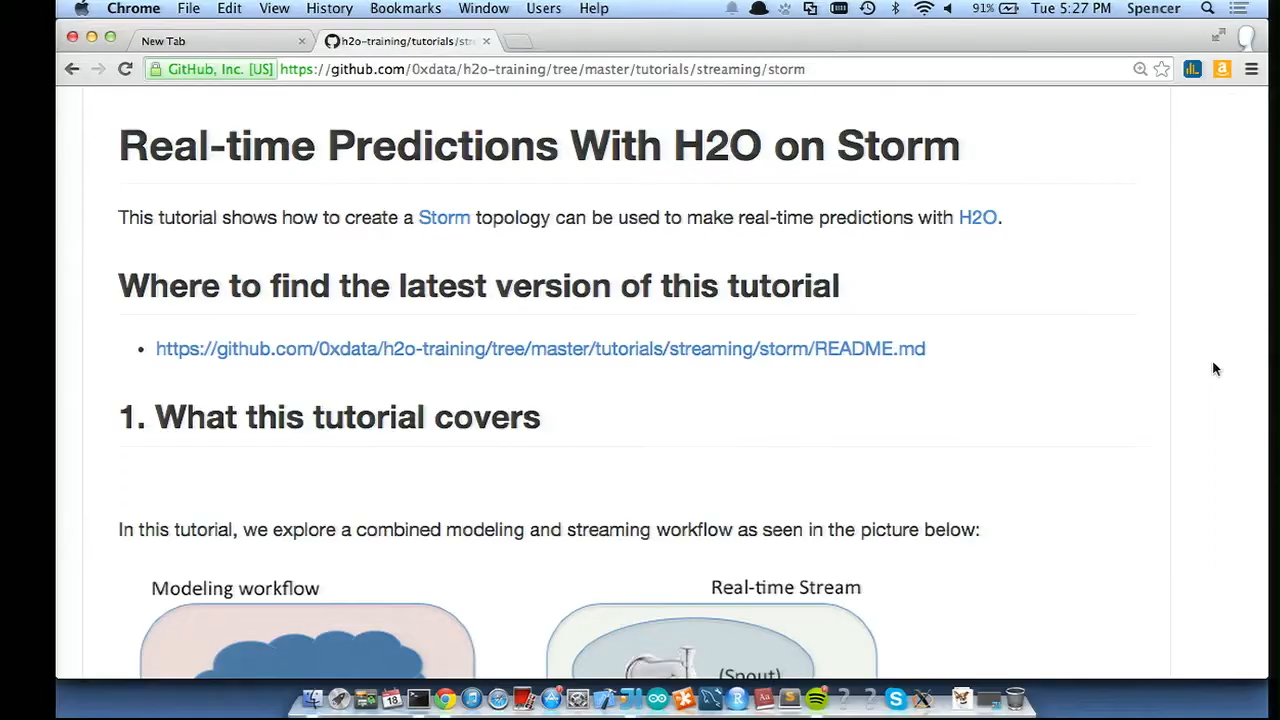 Chrome File Edit View History Bookmarks Window Users Help 91% Tue 5:27 PM Spencer
New Tab h2o-training/tutorials/str
GitHub, Inc. [US] https://github.com/0xdata/h2o-training/tree/master/tutorials/streaming/storm
Real-time Predictions With H2O on Storm
This tutorial shows how to create a Storm topology can be used to make real-time predictions with H2O.
Where to find the latest version of this tutorial
• https://github.com/0xdata/h2o-training/tree/master/tutorials/streaming/storm/README.md
1. What this tutorial covers
In this tutorial, we explore a combined modeling and streaming workflow as seen in the picture below:
Modeling workflow Real-time Stream
(Spout)
18